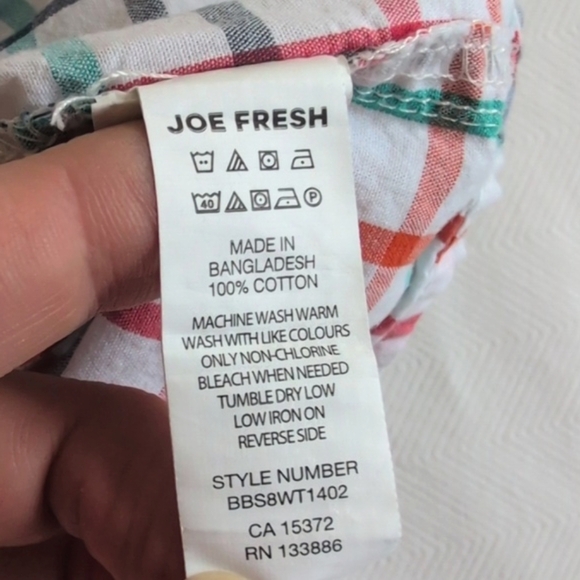 JOE FRESH
40 P
MADE IN
BANGLADESH
100% COTTON
MACHINE WASH WARM
WASH WITH LIKE COLOURS
ONLY NON-CHLORINE
BLEACH WHEN NEEDED
TUMBLE DRY LOW
LOW IRON ON
REVERSE SIDE
STYLE NUMBER
BBS8WT1402
CA 15372
RN 133886